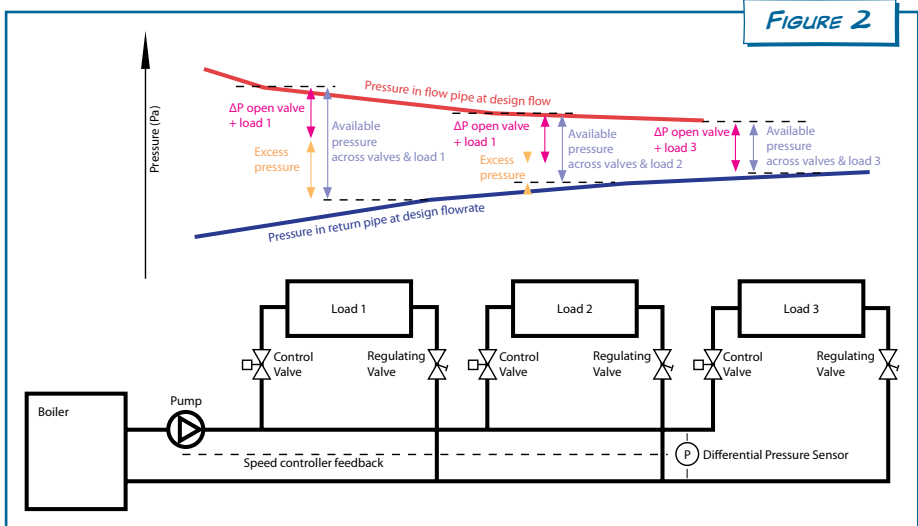 FIGURE 2
Pressure (Pa)
Pressure in flow pipe at design flow
ΔP open valve
+ load 1
Excess
pressure
Available
pressure
across valves & load 1
ΔP open valve
+ load 1
Excess
pressure
Available
pressure
across valves & load 2
ΔP open valve
+ load 3
Available
pressure
across valves & load 3
Pressure in return pipe at design flowrate
Load 1
Load 2
Load 3
Control
Valve
Regulating
Valve
Control
Valve
Regulating
Valve
Control
Valve
Regulating
Valve
Boiler
Pump
Speed controller feedback
P
Differential Pressure Sensor